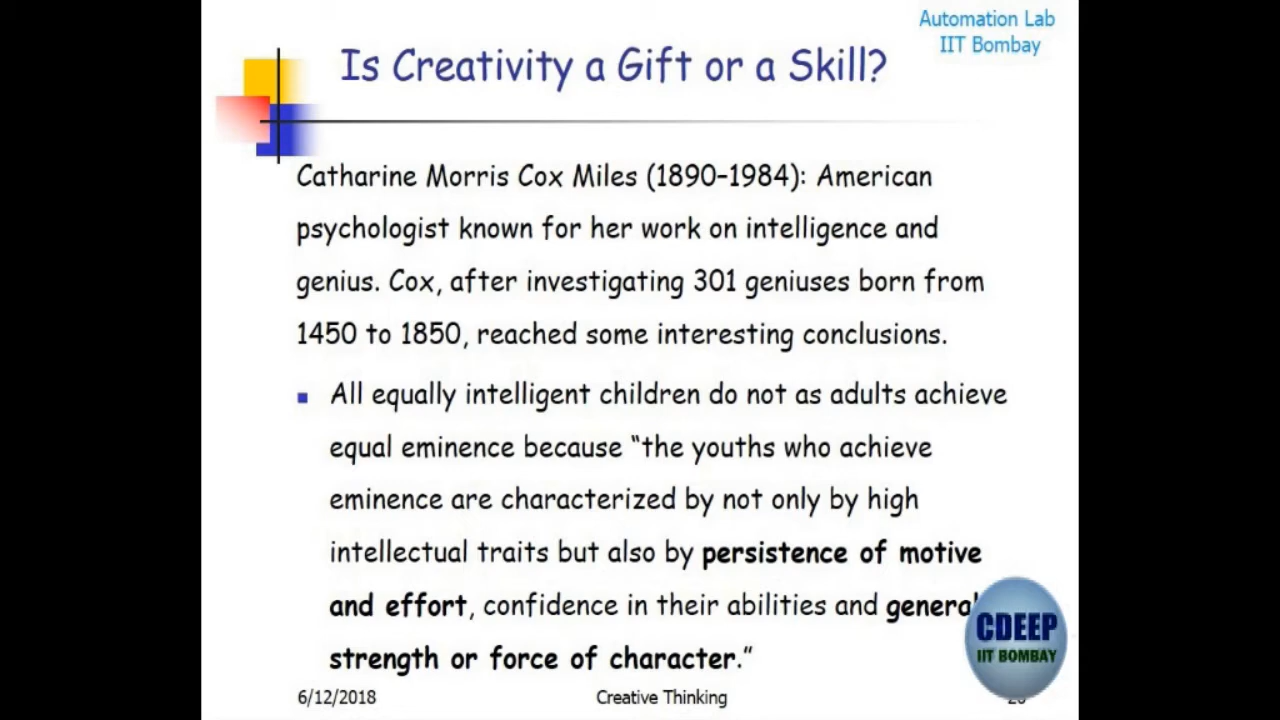 Automation Lab
IIT Bombay
Is Creativity a Gift or a Skill?
Catharine Morris Cox Miles (1890–1984): American
psychologist known for her work on intelligence and
genius. Cox, after investigating 301 geniuses born from
1450 to 1850, reached some interesting conclusions.
All equally intelligent children do not as adults achieve
equal eminence because “the youths who achieve
eminence are characterized by not only by high
intellectual traits but also by persistence of motive
and effort, confidence in their abilities and general
strength or force of character.”
CDEEP
IIT BOMBAY
6/12/2018 Creative Thinking